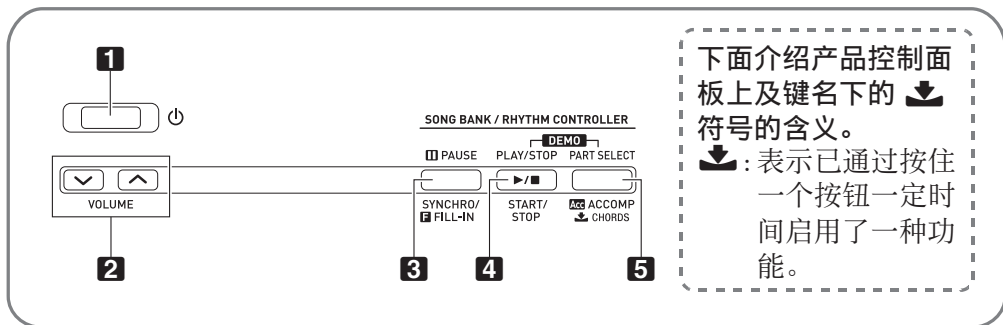 1
SONG BANK / RHYTHM CONTROLLER
DEMO
PAUSE PLAY/STOP PART SELECT
VOLUME
SYNCHRO/ FILL-IN
START/ STOP
Acc ACCOMP
CHORDS
2
3
4
5
下面介绍产品控制面
板上及键名下的
符号的含义。
: 表示已通过按住
一个按钮一定时
间启用了一种功
能。